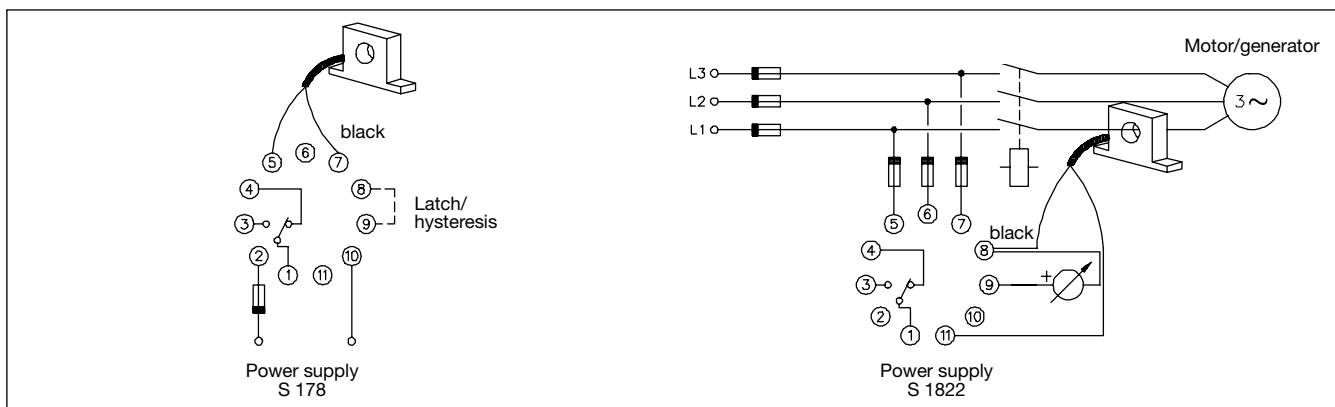 black
5
6
7
4
8
3
9
Latch/
hysteresis
2
1
11
10
Power supply
S 178
Motor/generator
L3
L2
L1
3~
5
6
7
black
4
8
3
9
+
2
10
1
11
Power supply
S 1822